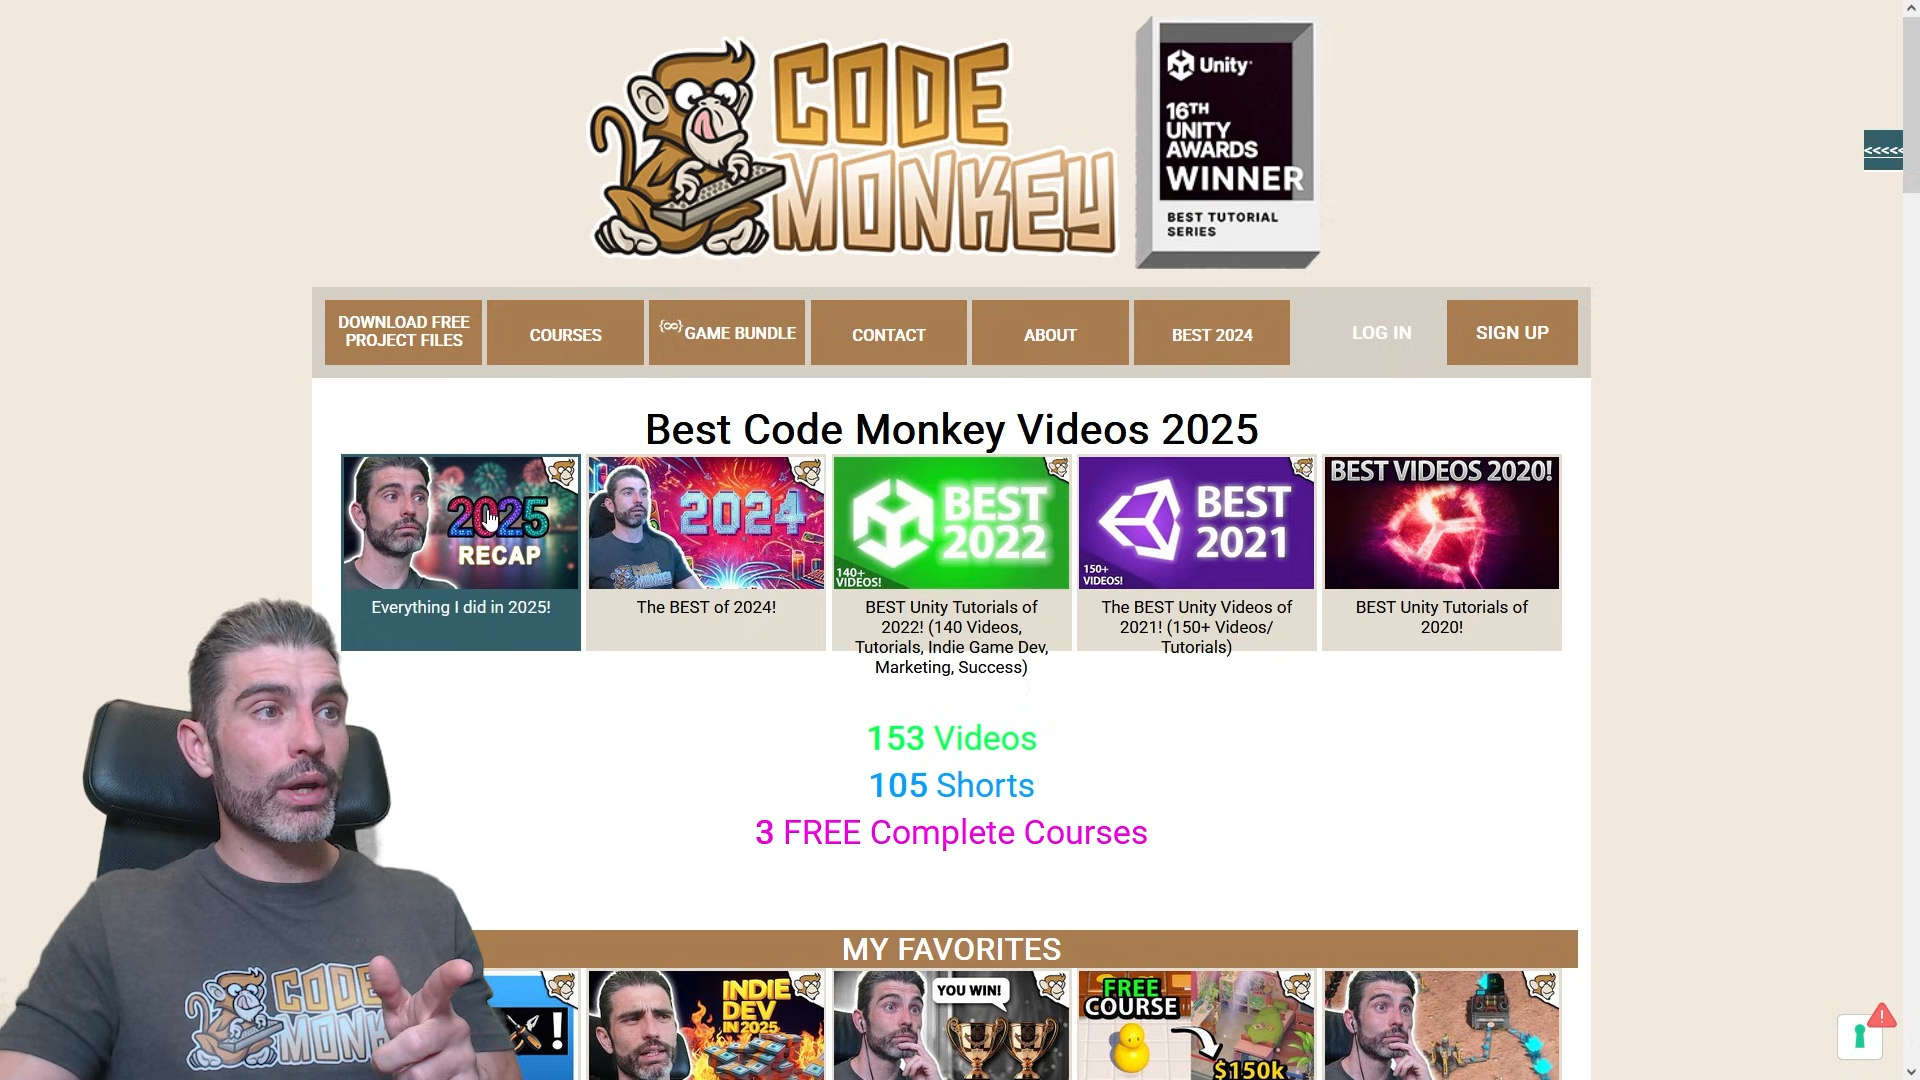 CODE
MONKEY
Unity
16TH
UNITY
AWARDS
WINNER
BEST TUTORIAL
SERIES
<<<<<
DOWNLOAD FREE
PROJECT FILES
COURSES
{∞} GAME BUNDLE
CONTACT
ABOUT
BEST 2024
LOG IN
SIGN UP
Best Code Monkey Videos 2025
2025
RECAP
Everything I did in 2025!
2024
CODE
MONKEY
The BEST of 2024!
BEST
2022
140+
VIDEOS!
BEST Unity Tutorials of
2022! (140 Videos,
Tutorials, Indie Game Dev,
Marketing, Success)
BEST
2021
150+
VIDEOS!
The BEST Unity Videos of
2021! (150+ Videos/
Tutorials)
BEST VIDEOS 2020!
BEST Unity Tutorials of
2020!
153 Videos
105 Shorts
3 FREE Complete Courses
MY FAVORITES
!
INDIE
DEV
IN 2025
YOU WIN!
FREE
COURSE
$150k
CODE
MONK